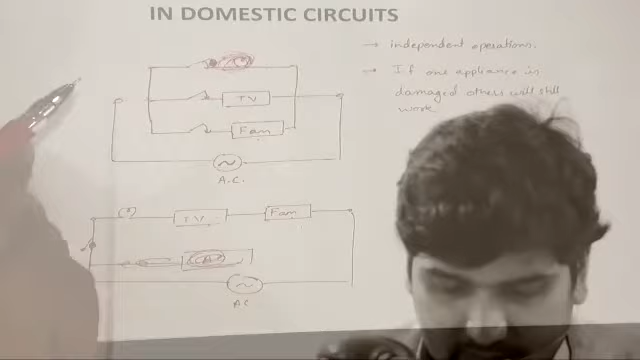 IN DOMESTIC CIRCUITS
→ independent operations.
→ If one appliance is
damaged others will still
work
TV
Fan
A.C.
TV
Fan
AC